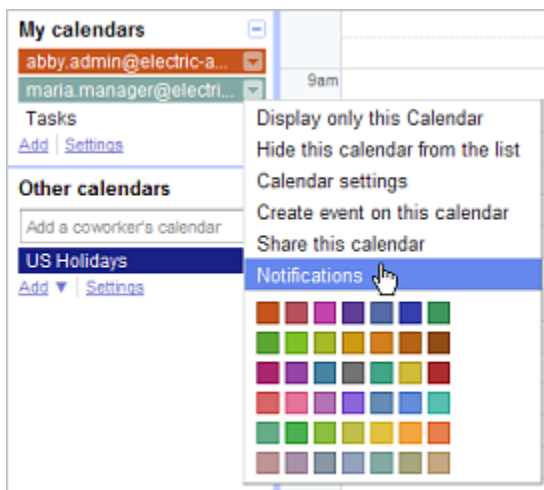 My calendars
abby.admin@electric-a...
maria.manager@electri...
Tasks
Add Settings
Other calendars
Add a coworker's calendar
US Holidays
Add ▼ Settings
9am
Display only this Calendar
Hide this calendar from the list
Calendar settings
Create event on this calendar
Share this calendar
Notifications